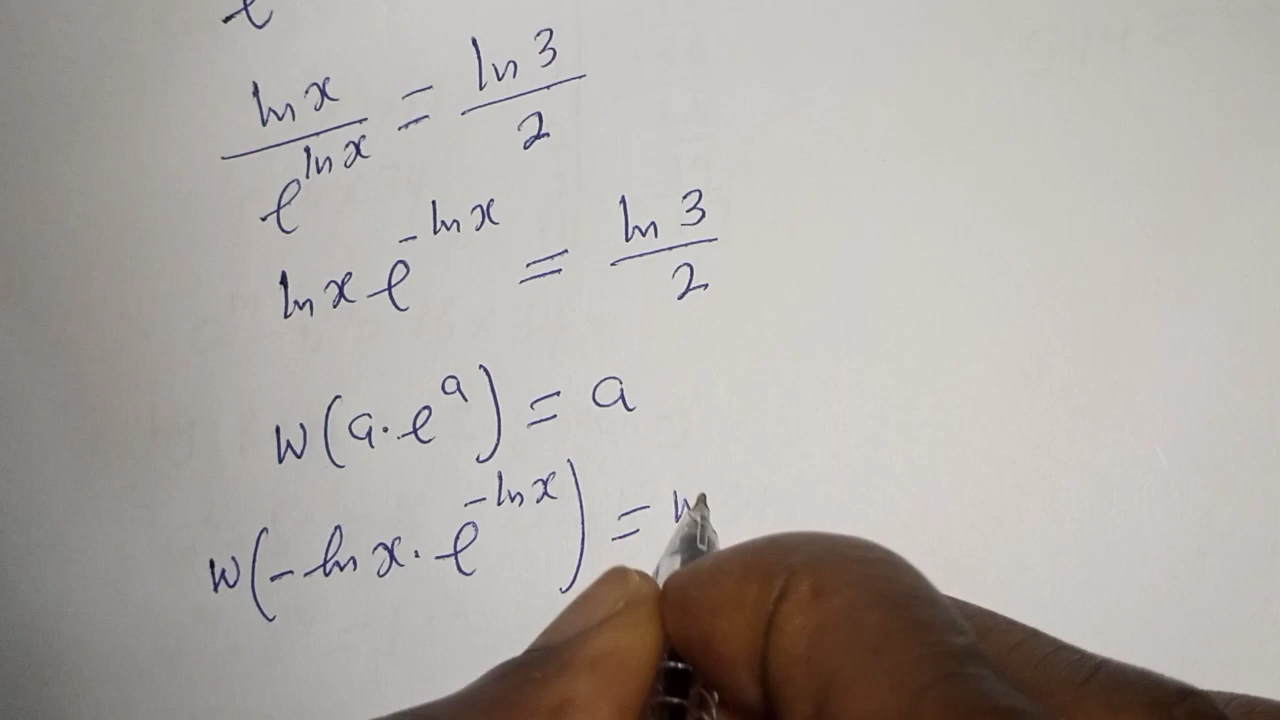 e
ln x / e^ln x = ln 3 / 2
ln x e^-ln x = ln 3 / 2
W(a·e^a) = a
W(-ln x·e^-ln x) = W